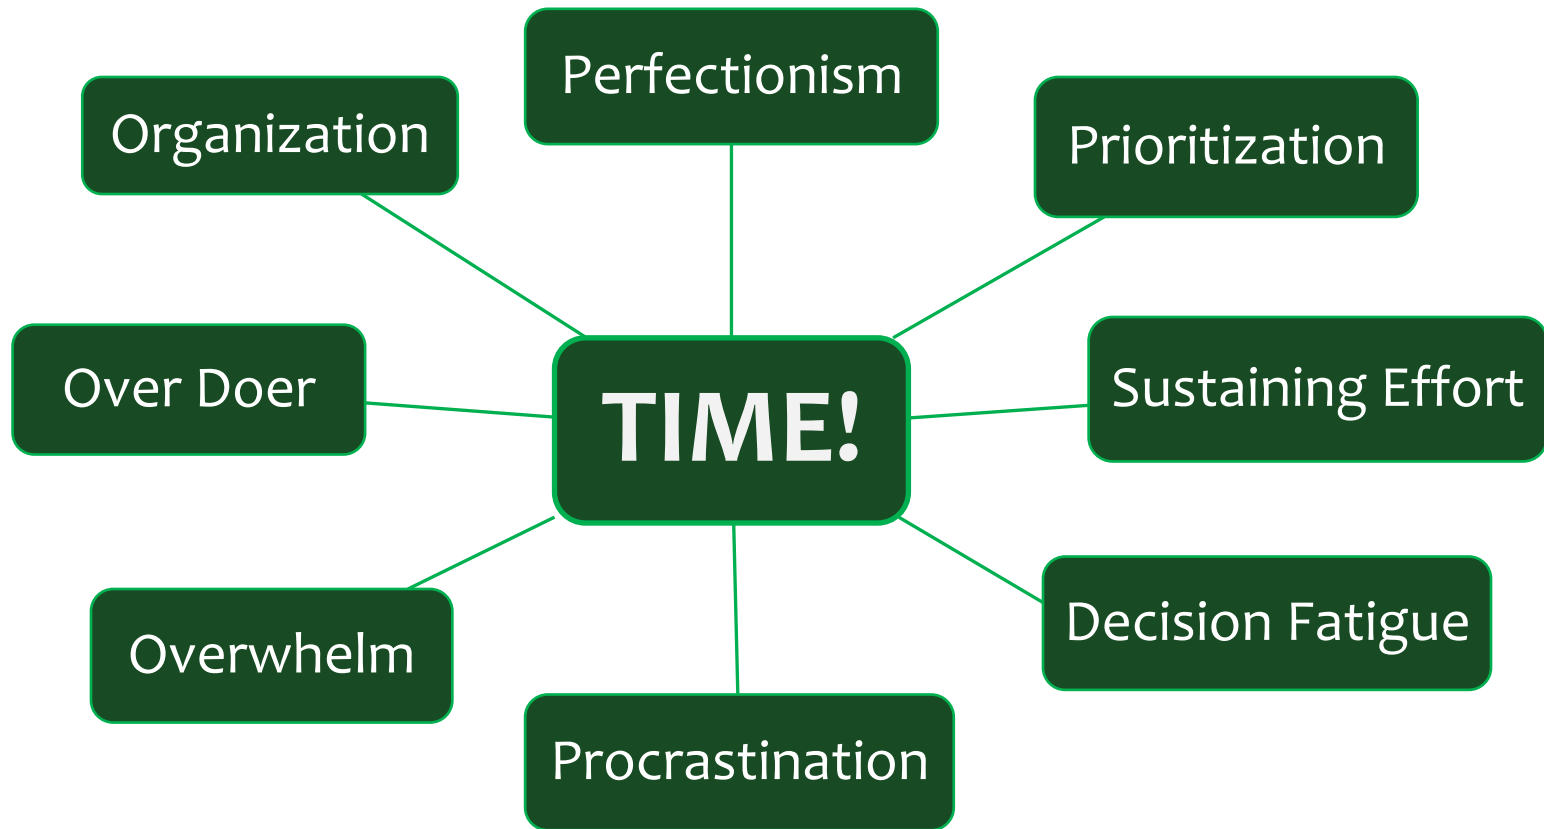 Perfectionism
Organization
Prioritization
Over Doer
TIME!
Sustaining Effort
Overwhelm
Decision Fatigue
Procrastination